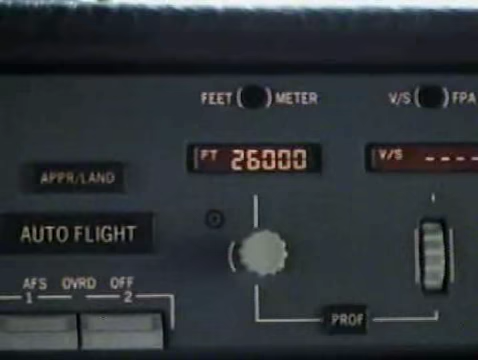 FEET METER
V/S FPA
FT 26000
V/S ----
APPR/LAND
AUTO FLIGHT
AFS OVRD OFF
1 2
PROF